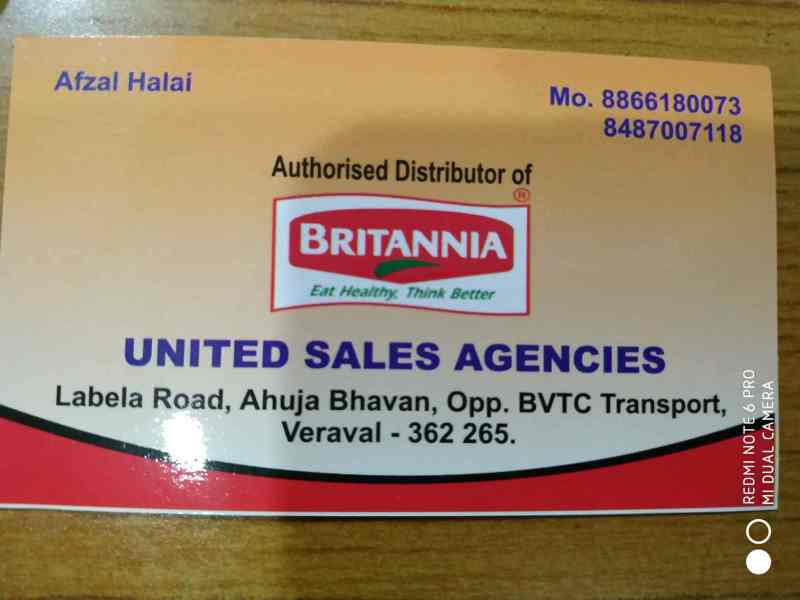 Afzal Halai
Mo. 8866180073
8487007118
Authorised Distributor of
®
BRITANNIA
Eat Healthy, Think Better
UNITED SALES AGENCIES
Labela Road, Ahuja Bhavan, Opp. BVTC Transport,
Veraval - 362 265.
REDMI NOTE 6 PRO
MI DUAL CAMERA